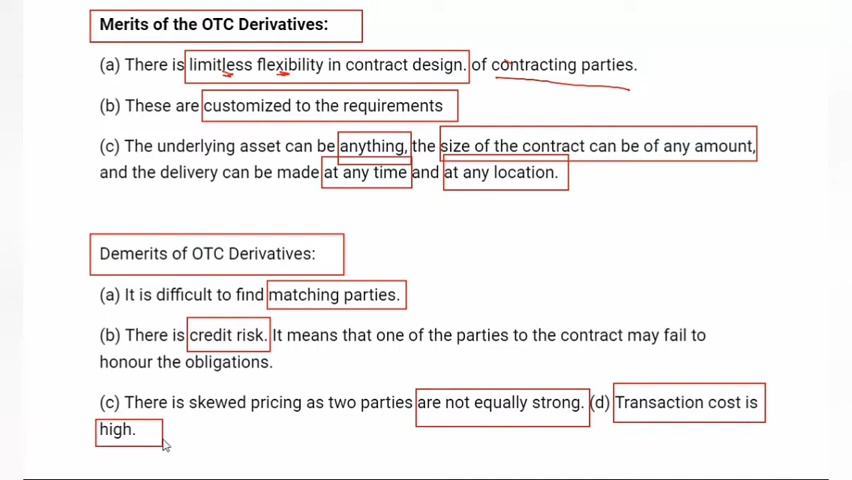 Merits of the OTC Derivatives:
(a) There is limitless flexibility in contract design. of contracting parties.
(b) These are customized to the requirements
(c) The underlying asset can be anything, the size of the contract can be of any amount,
and the delivery can be made at any time and at any location.
Demerits of OTC Derivatives:
(a) It is difficult to find matching parties.
(b) There is credit risk. It means that one of the parties to the contract may fail to
honour the obligations.
(c) There is skewed pricing as two parties are not equally strong. (d) Transaction cost is
high.